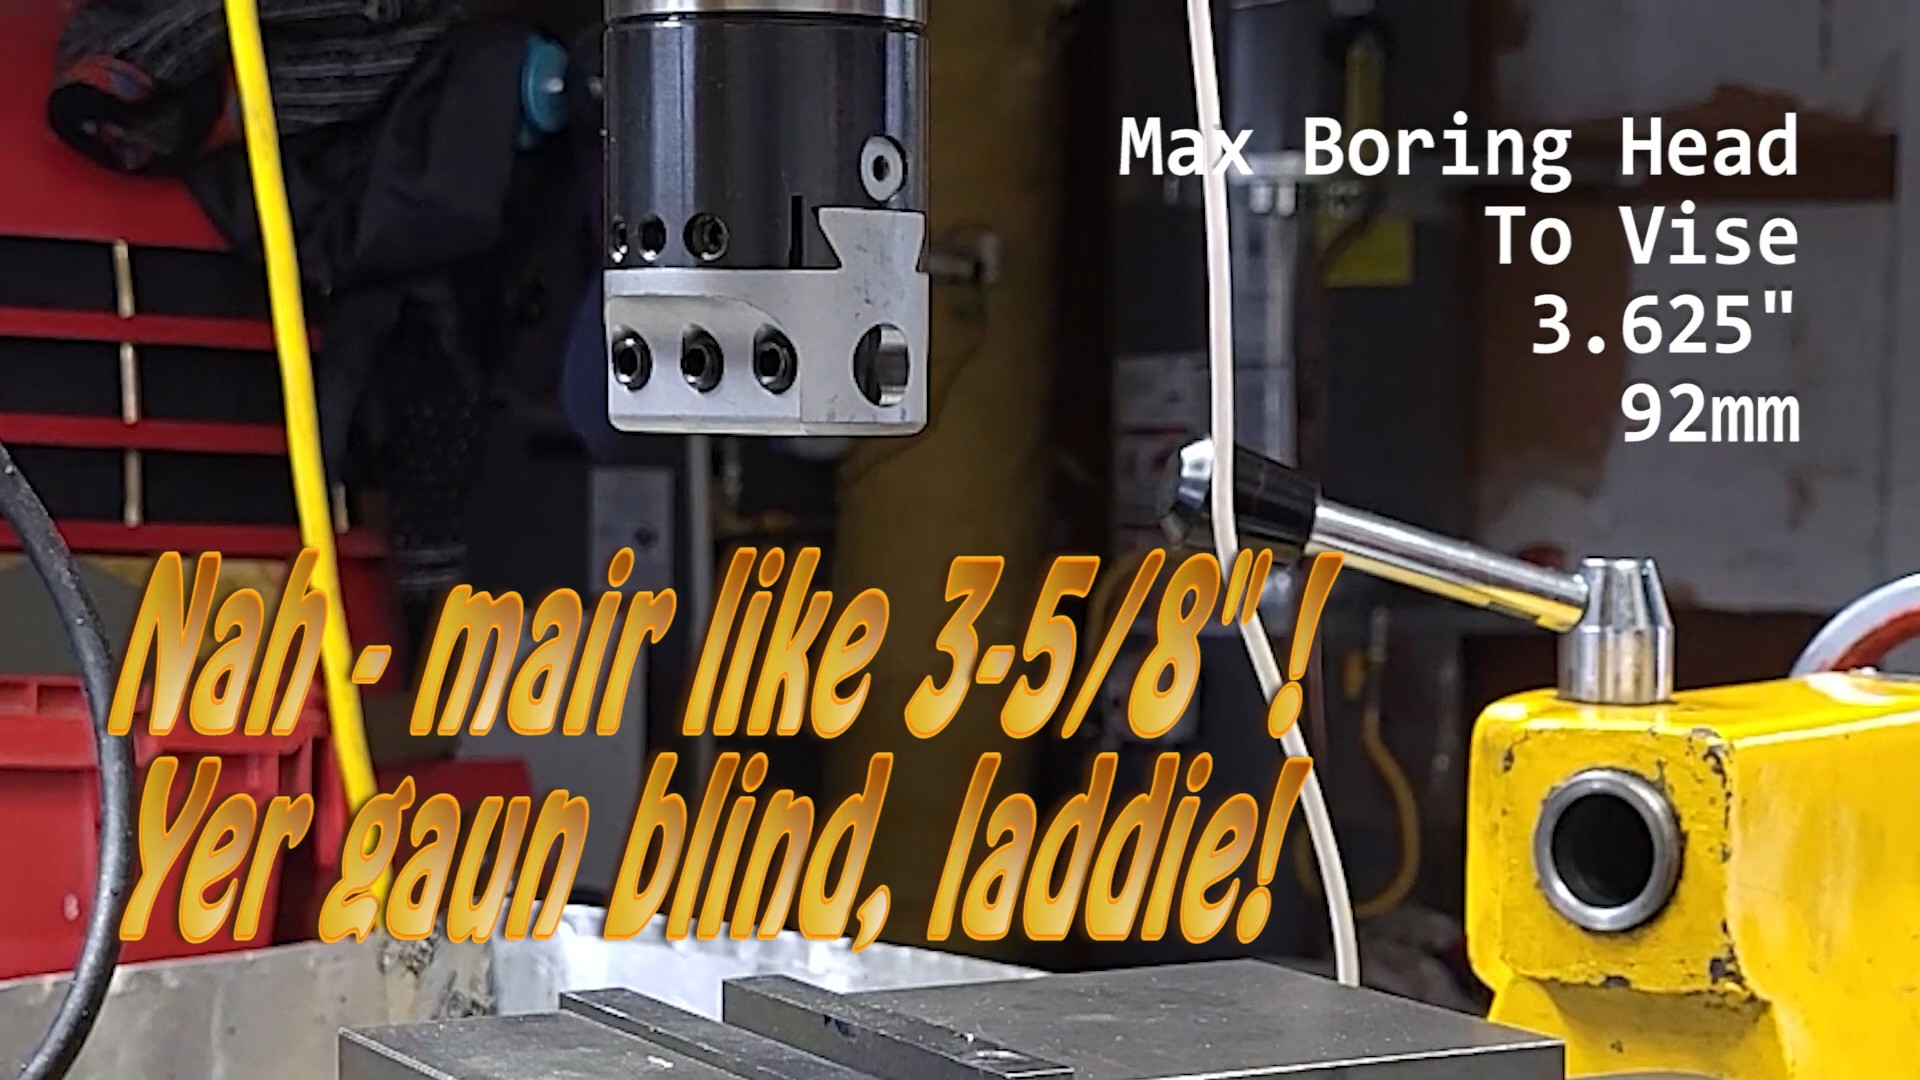 Max Boring Head
To Vise
3.625"
92mm
Nah - mair like 3-5/8" !
Yer gaun blind, laddie!